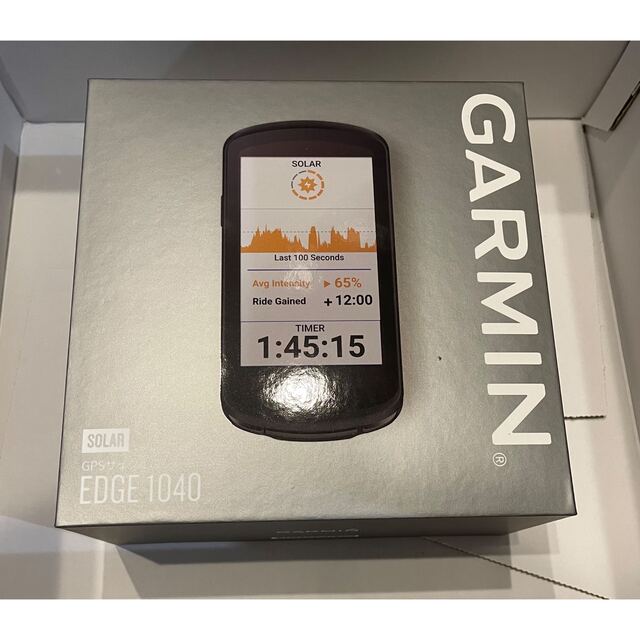 GARMIN®
SOLAR
Last 100 Seconds
Avg Intensity ▶ 65%
Ride Gained + 12:00
TIMER
1:45:15
SOLAR
GPSサイ
EDGE 1040
GARMIN